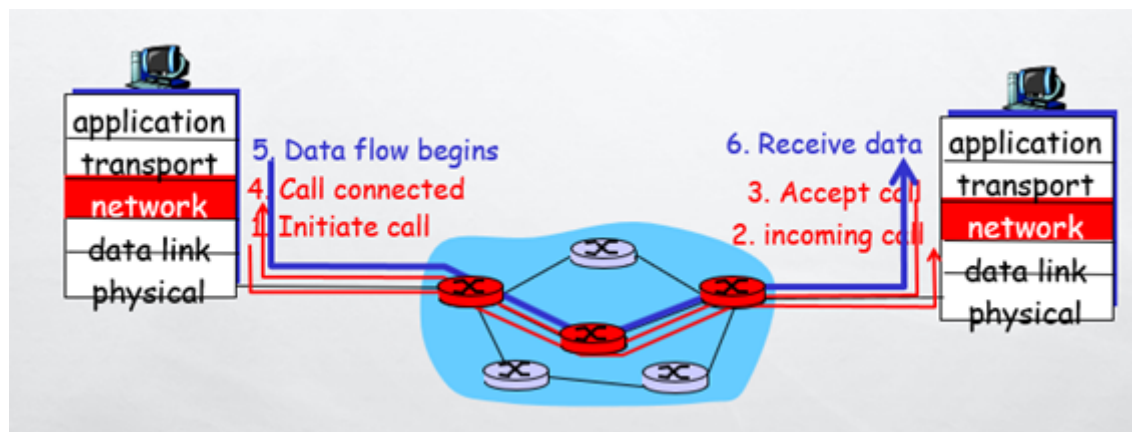 application
transport
network
data link
physical
5. Data flow begins
4. Call connected
1. Initiate call
6. Receive data
3. Accept call
2. incoming call
application
transport
network
data link
physical